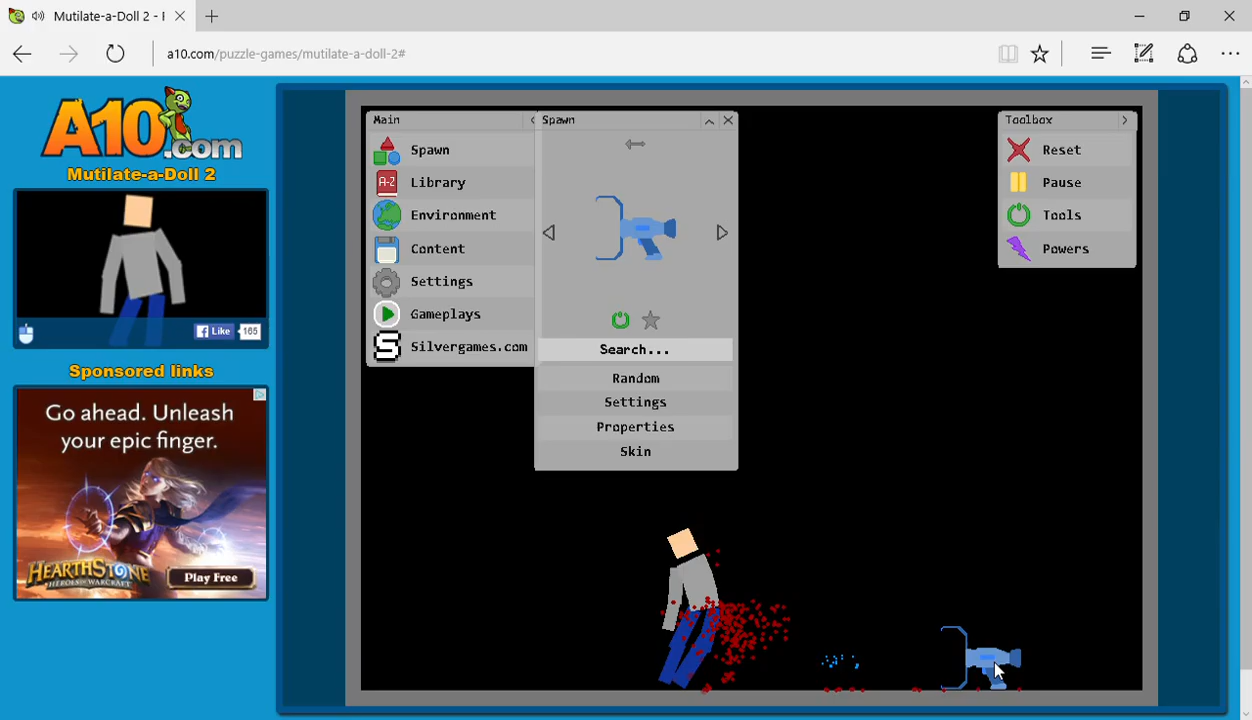 Mutilate-a-Doll 2 - F
a10.com/puzzle-games/mutilate-a-doll-2#
A10.com
Mutilate-a-Doll 2
Like 165
Sponsored links
Go ahead. Unleash
your epic finger.
HEARTHSTONE
HEROES OF WARCRAFT
Play Free
Main
Spawn
A-Z Library
Environment
Content
Settings
Gameplays
S Silvergames.com
Spawn
Search...
Random
Settings
Properties
Skin
Toolbox
Reset
Pause
Tools
Powers